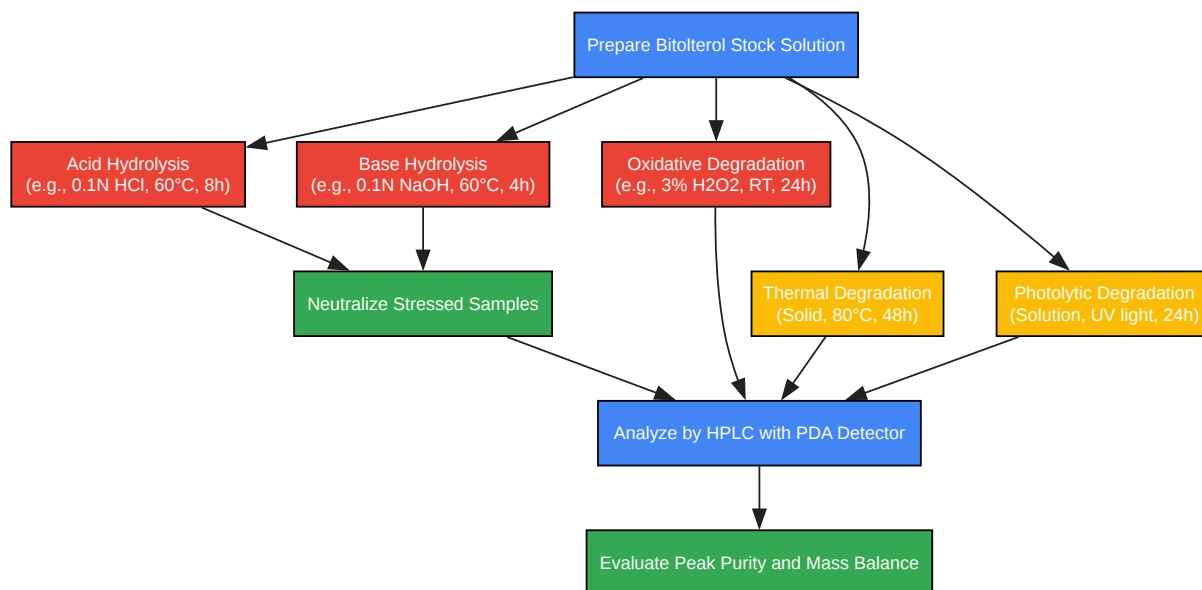 Prepare Bitolterol Stock Solution
Acid Hydrolysis
(e.g., 0.1N HCl, 60°C, 8h)
Base Hydrolysis
(e.g., 0.1N NaOH, 60°C, 4h)
Oxidative Degradation
(e.g., 3% H2O2, RT, 24h)
Neutralize Stressed Samples
Thermal Degradation
(Solid, 80°C, 48h)
Photolytic Degradation
(Solution, UV light, 24h)
Analyze by HPLC with PDA Detector
Evaluate Peak Purity and Mass Balance